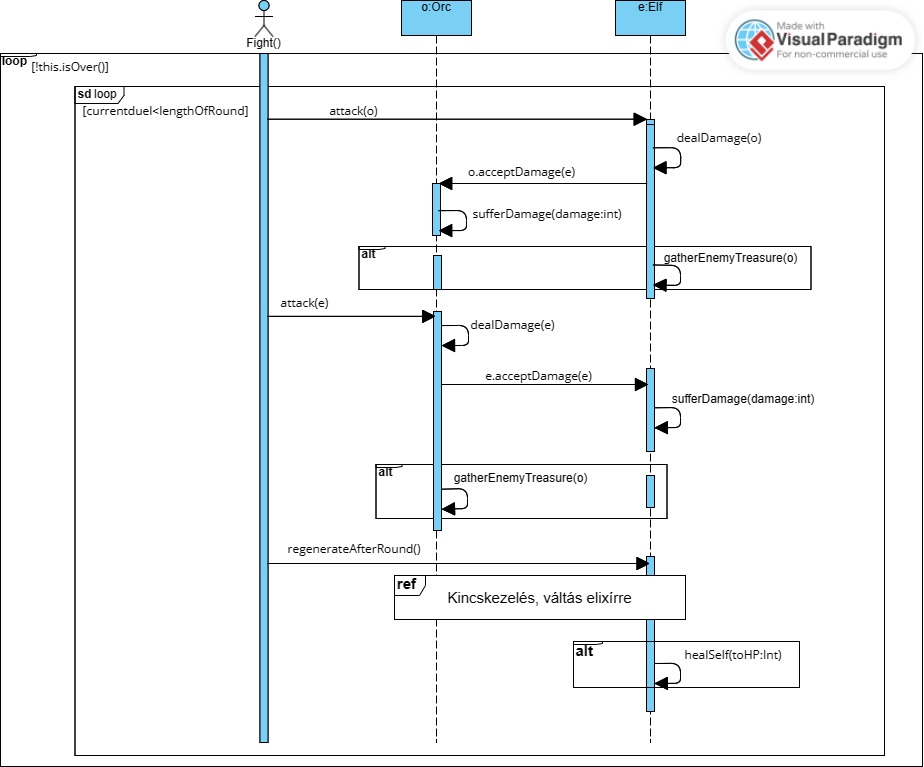 o:Orc
e:Elf
Made with
Visual Paradigm
For non-commercial use
Fight()
loop
[!this.isOver()]
sd loop
[currentduel<lengthOfRound]
attack(o)
dealDamage(o)
o.acceptDamage(e)
sufferDamage(damage:int)
alt
gatherEnemyTreasure(o)
attack(e)
dealDamage(e)
e.acceptDamage(e)
sufferDamage(damage:int)
alt
gatherEnemyTreasure(o)
regenerateAfterRound()
ref
Kincskezelés, váltás elixírre
alt
healSelf(toHP:Int)